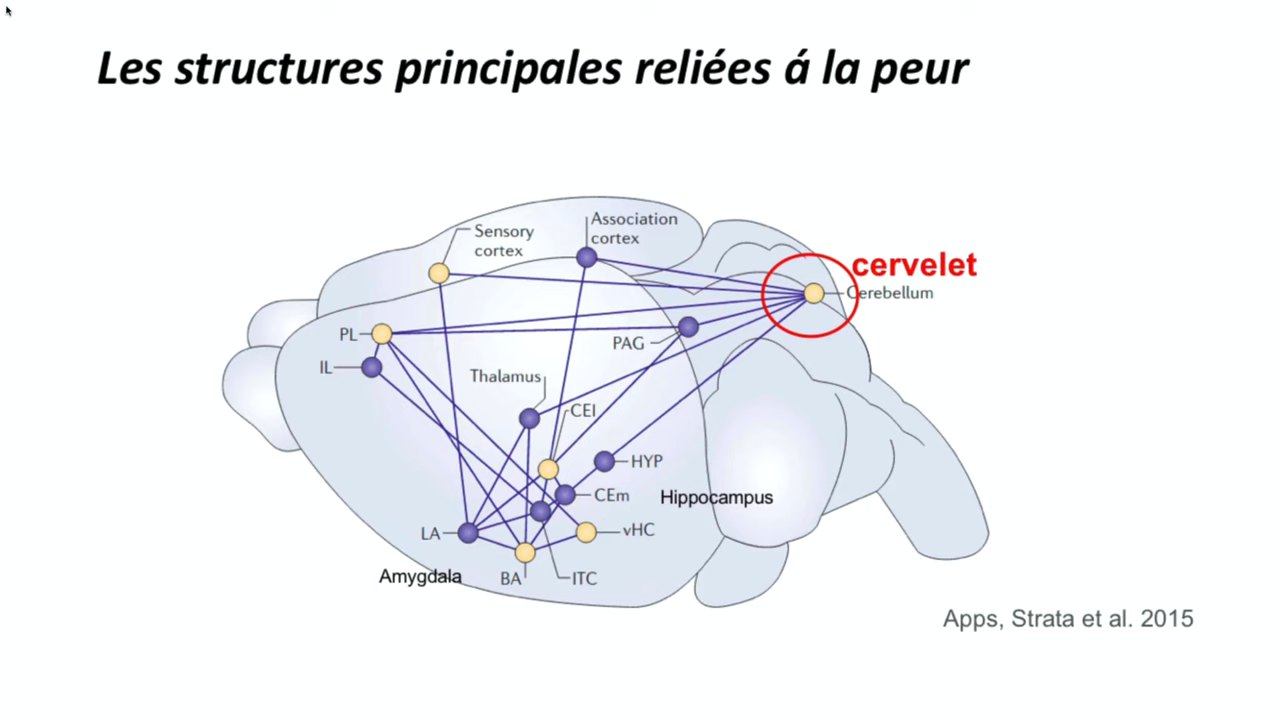 Les structures principales reliées á la peur
Association
cortex
Sensory
cortex
cervelet
Cerebellum
PL
PAG
IL
Thalamus
CEl
HYP
CEm
Hippocampus
LA
vHC
Amygdala
BA
ITC
Apps, Strata et al. 2015